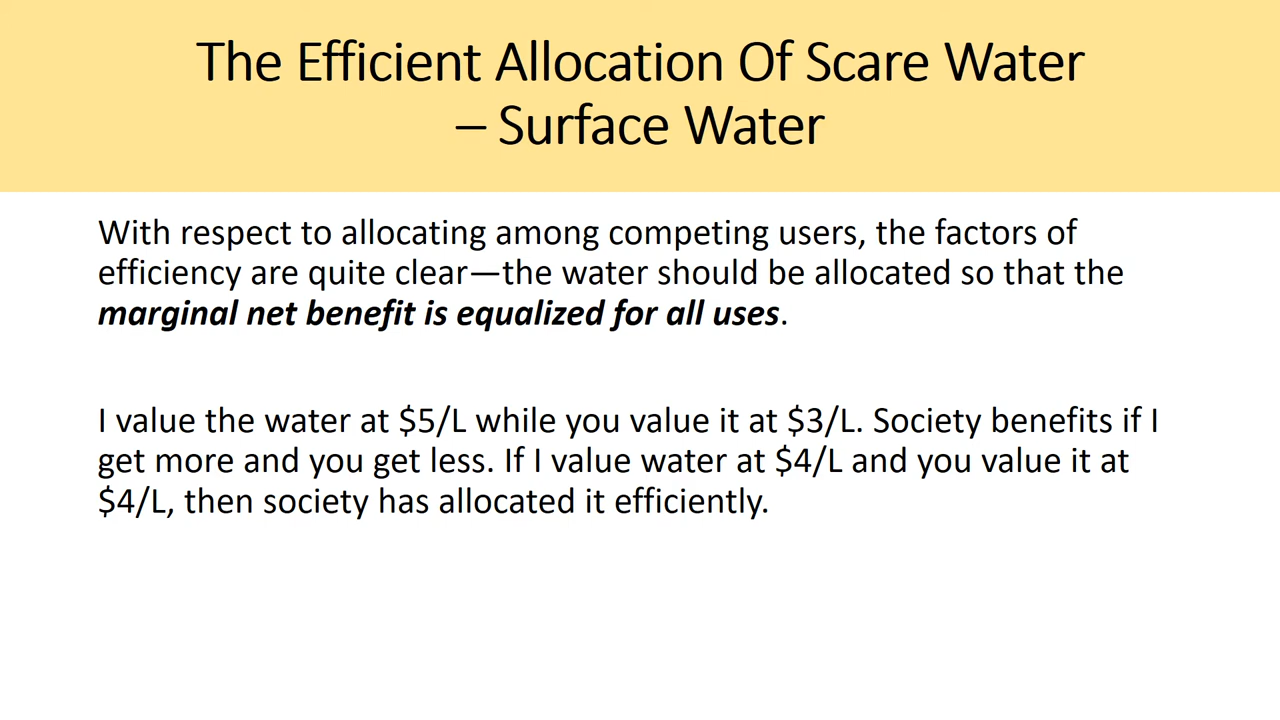 The Efficient Allocation Of Scare Water
– Surface Water
With respect to allocating among competing users, the factors of
efficiency are quite clear—the water should be allocated so that the
marginal net benefit is equalized for all uses.
I value the water at $5/L while you value it at $3/L. Society benefits if I
get more and you get less. If I value water at $4/L and you value it at
$4/L, then society has allocated it efficiently.